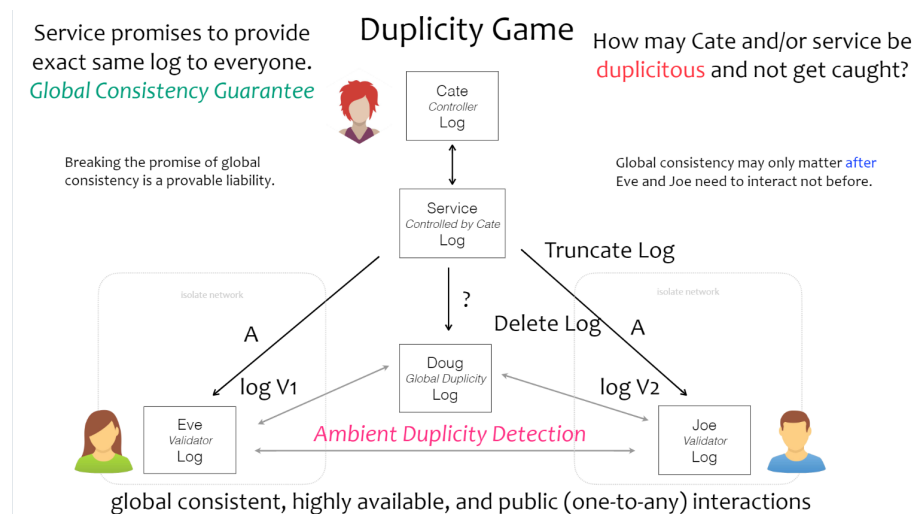 Duplicity Game
Service promises to provide
exact same log to everyone.
Global Consistency Guarantee
How may Cate and/or service be
duplicitous and not get caught?
Cate
Controller
Log
Breaking the promise of global
consistency is a provable liability.
Global consistency may only matter after
Eve and Joe need to interact not before.
Service
Controlled by Cate
Log
Truncate Log
isolate network
isolate network
?
A
Delete Log
A
Doug
Global Duplicity
Log
log V1
log V2
Eve
Validator
Log
Ambient Duplicity Detection
Joe
Validator
Log
global consistent, highly available, and public (one-to-any) interactions